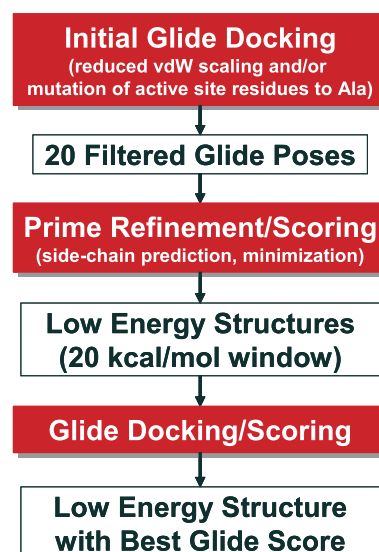 Initial Glide Docking
(reduced vdW scaling and/or
mutation of active site residues to Ala)
20 Filtered Glide Poses
Prime Refinement/Scoring
(side-chain prediction, minimization)
Low Energy Structures
(20 kcal/mol window)
Glide Docking/Scoring
Low Energy Structure
with Best Glide Score